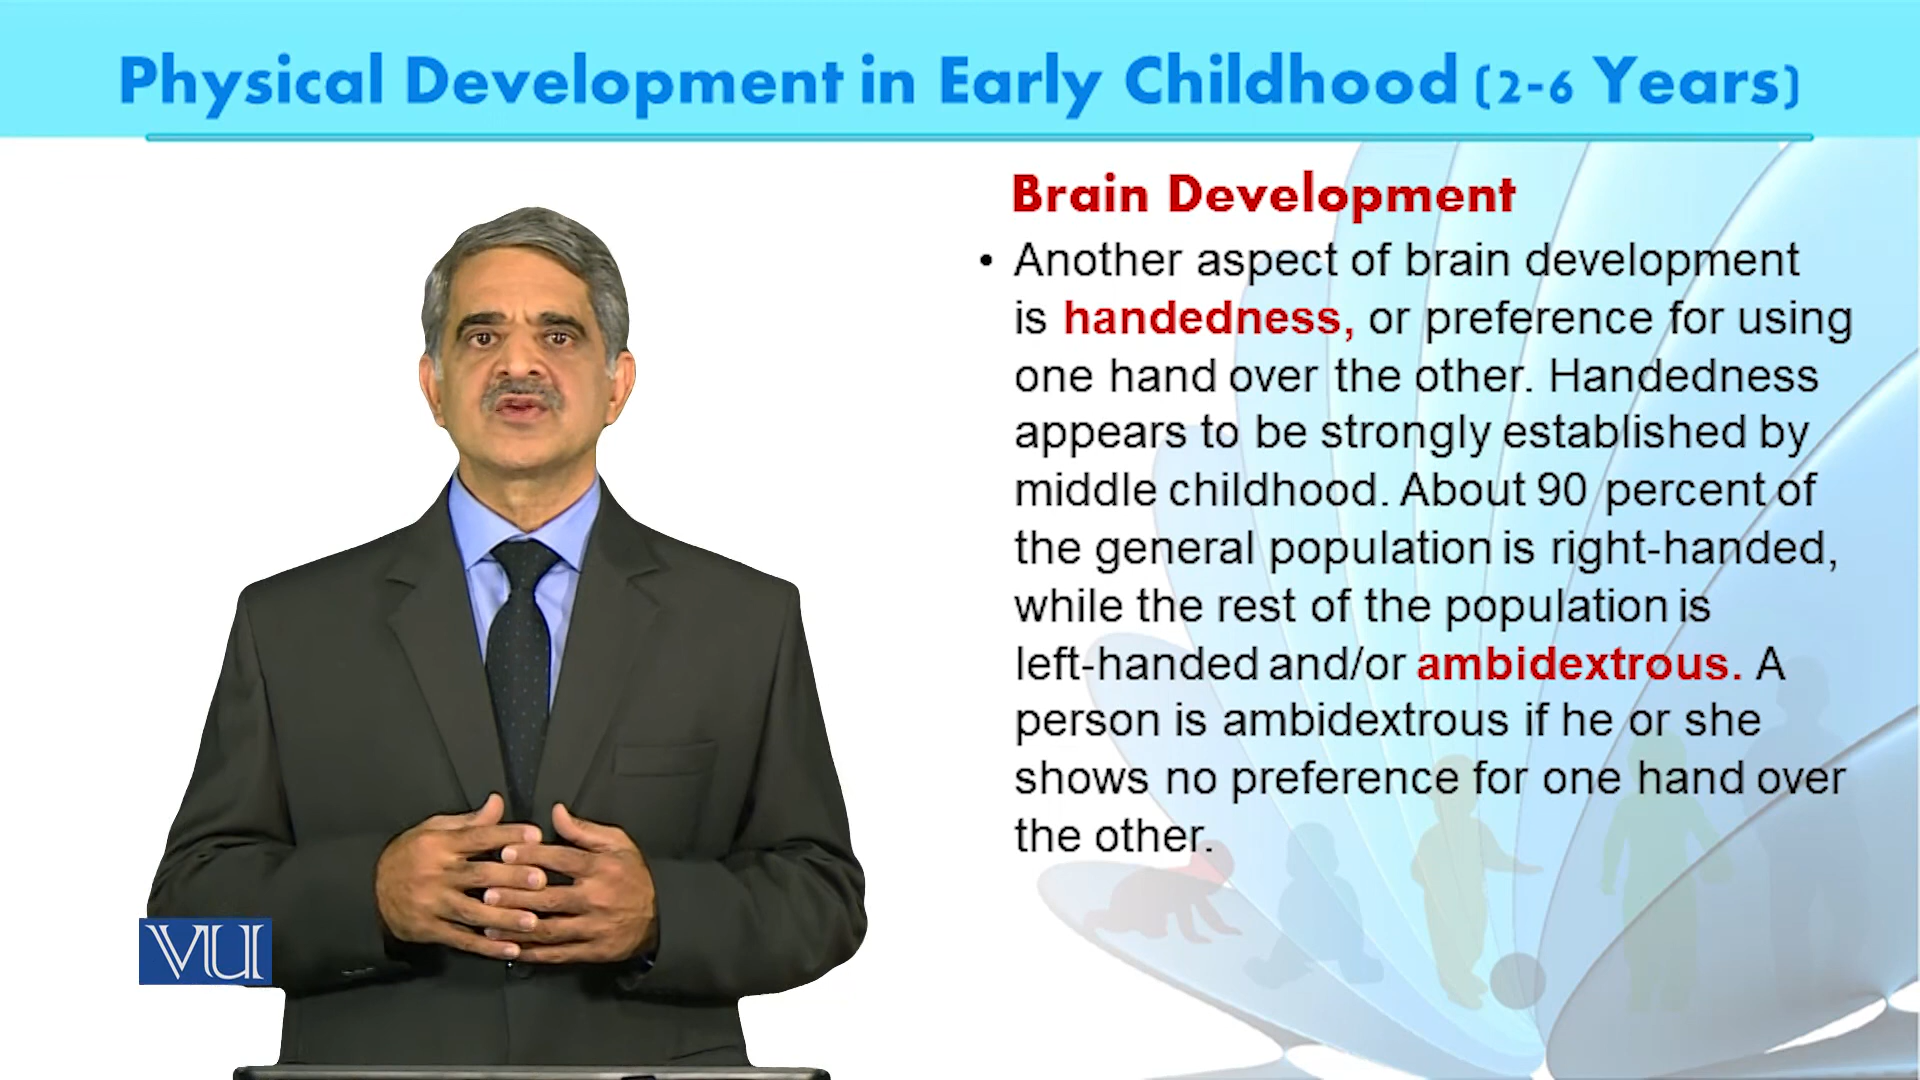 Physical Development in Early Childhood (2-6 Years)
Brain Development
• Another aspect of brain development
is handedness, or preference for using
one hand over the other. Handedness
appears to be strongly established by
middle childhood. About 90 percent of
the general population is right-handed,
while the rest of the population is
left-handed and/or ambidextrous. A
person is ambidextrous if he or she
shows no preference for one hand over
the other.
VU